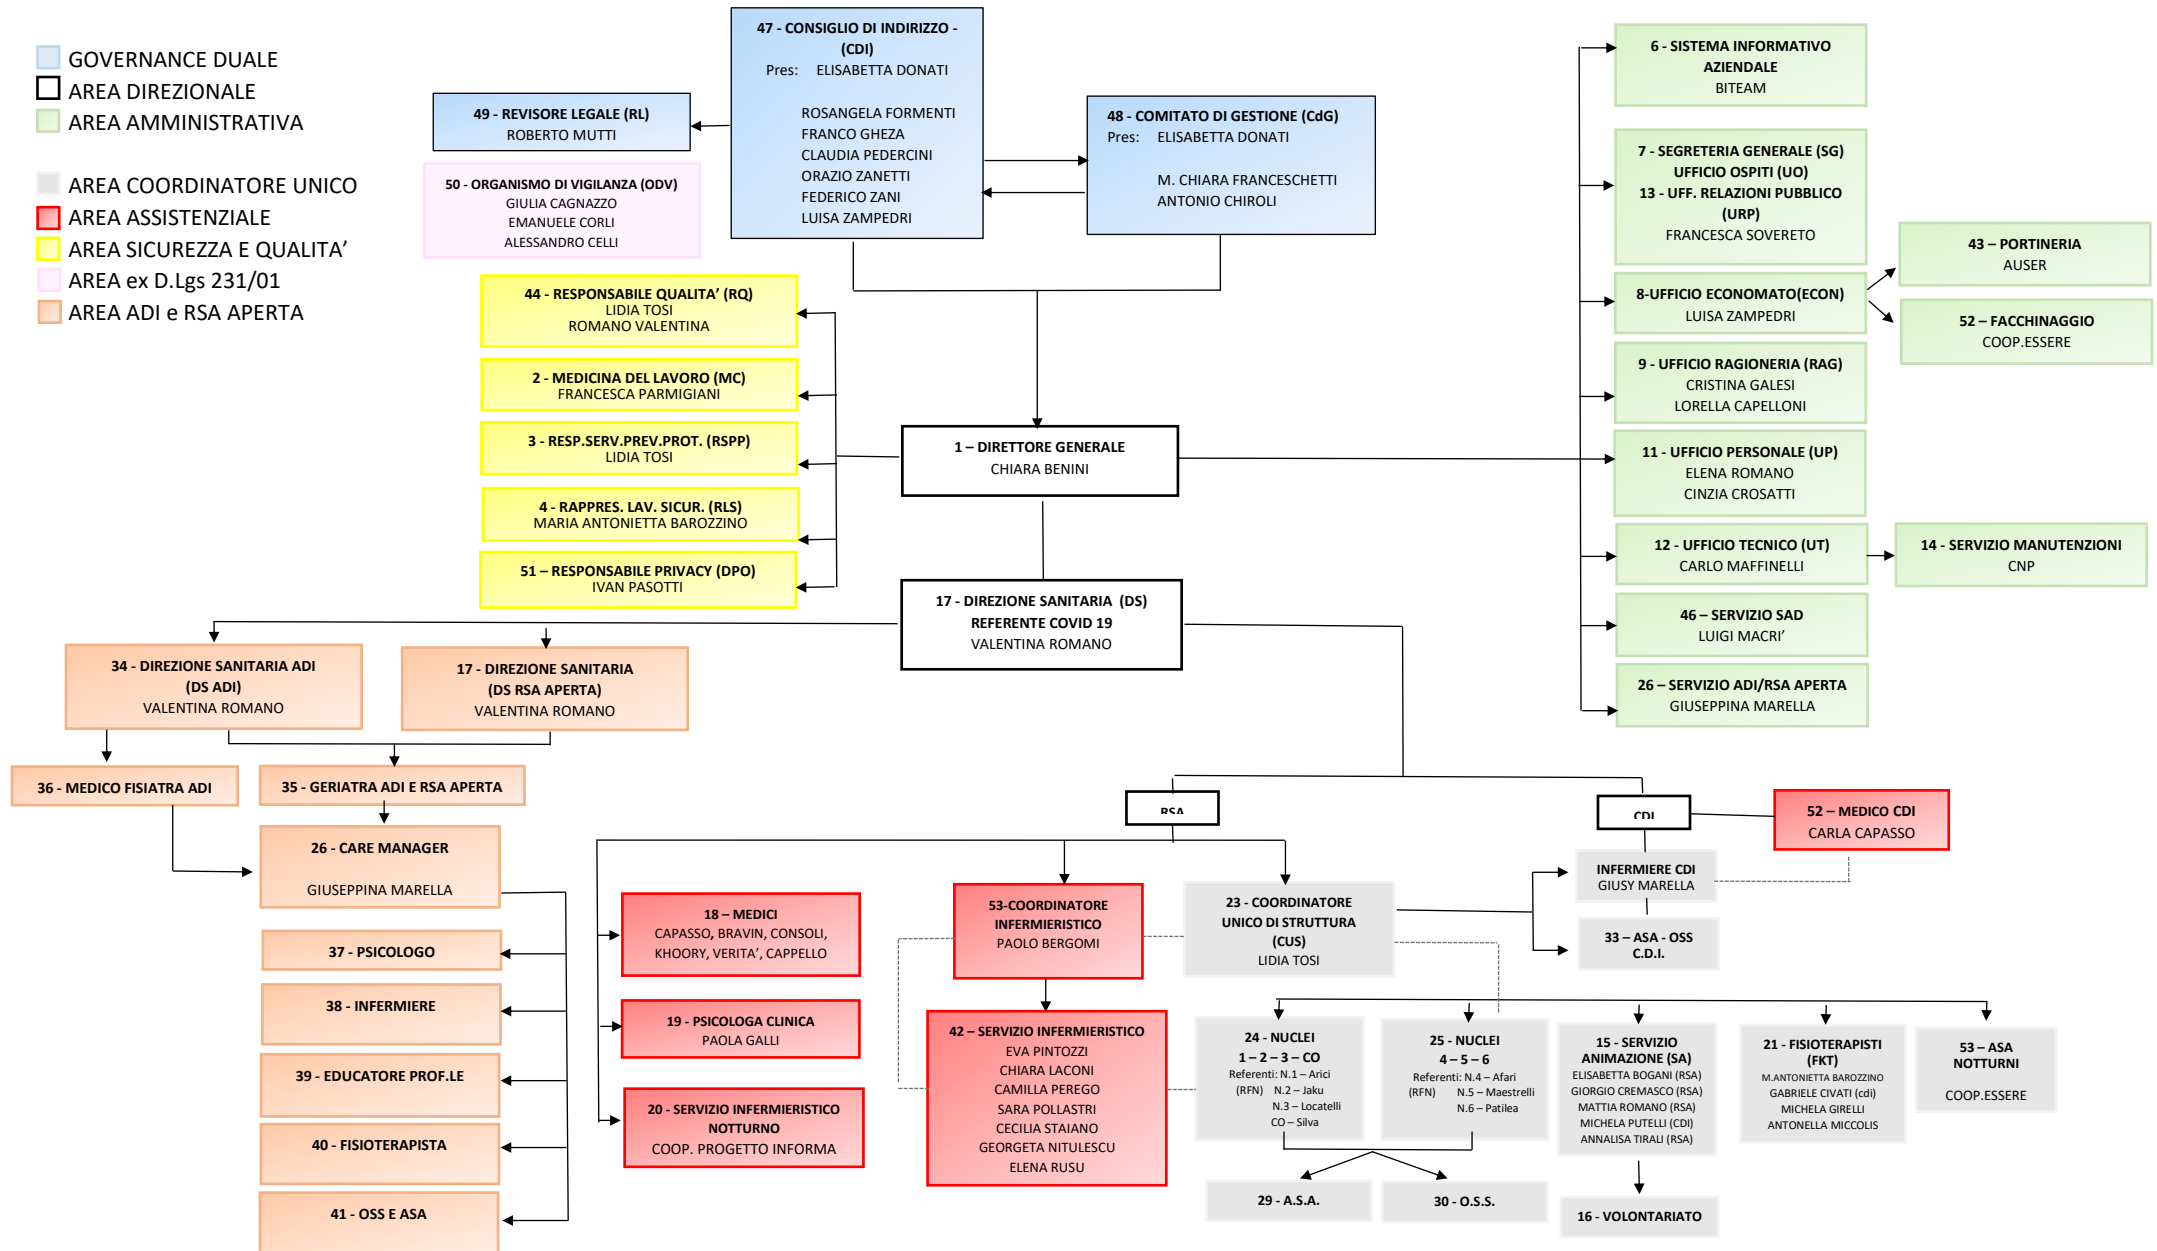 GOVERNANCE DUALE
AREA DIREZIONALE
AREA AMMINISTRATIVA
AREA COORDINATORE UNICO
AREA ASSISTENZIALE
AREA SICUREZZA E QUALITA’
AREA ex D.Lgs 231/01
AREA ADI e RSA APERTA
47 - CONSIGLIO DI INDIRIZZO -
(CDI)
Pres: ELISABETTA DONATI
ROSANGELA FORMENTI
FRANCO GHEZA
CLAUDIA PEDERCINI
ORAZIO ZANETTI
FEDERICO ZANI
LUISA ZAMPEDRI
49 - REVISORE LEGALE (RL)
ROBERTO MUTTI
48 - COMITATO DI GESTIONE (CdG)
Pres: ELISABETTA DONATI
M. CHIARA FRANCESCHETTI
ANTONIO CHIROLI
50 - ORGANISMO DI VIGILANZA (ODV)
GIULIA CAGNAZZO
EMANUELE CORLI
ALESSANDRO CELLI
44 - RESPONSABILE QUALITA’ (RQ)
LIDIA TOSI
ROMANO VALENTINA
2 - MEDICINA DEL LAVORO (MC)
FRANCESCA PARMIGIANI
3 - RESP.SERV.PREV.PROT. (RSPP)
LIDIA TOSI
4 - RAPPRES. LAV. SICUR. (RLS)
MARIA ANTONIETTA BAROZZINO
51 – RESPONSABILE PRIVACY (DPO)
IVAN PASOTTI
1 – DIRETTORE GENERALE
CHIARA BENINI
17 - DIREZIONE SANITARIA (DS)
REFERENTE COVID 19
VALENTINA ROMANO
6 - SISTEMA INFORMATIVO
AZIENDALE
BITEAM
7 - SEGRETERIA GENERALE (SG)
UFFICIO OSPITI (UO)
13 - UFF. RELAZIONI PUBBLICO
(URP)
FRANCESCA SOVERETO
8-UFFICIO ECONOMATO(ECON)
LUISA ZAMPEDRI
43 – PORTINERIA
AUSER
52 – FACCHINAGGIO
COOP.ESSERE
9 - UFFICIO RAGIONERIA (RAG)
CRISTINA GALESI
LORELLA CAPELLONI
11 - UFFICIO PERSONALE (UP)
ELENA ROMANO
CINZIA CROSATTI
12 - UFFICIO TECNICO (UT)
CARLO MAFFINELLI
14 - SERVIZIO MANUTENZIONI
CNP
46 – SERVIZIO SAD
LUIGI MACRI’
26 – SERVIZIO ADI/RSA APERTA
GIUSEPPINA MARELLA
34 - DIREZIONE SANITARIA ADI
(DS ADI)
VALENTINA ROMANO
17 - DIREZIONE SANITARIA
(DS RSA APERTA)
VALENTINA ROMANO
36 - MEDICO FISIATRA ADI
35 - GERIATRA ADI E RSA APERTA
26 - CARE MANAGER
GIUSEPPINA MARELLA
37 - PSICOLOGO
38 - INFERMIERE
39 - EDUCATORE PROF.LE
40 - FISIOTERAPISTA
41 - OSS E ASA
RSA
CDI
52 – MEDICO CDI
CARLA CAPASSO
INFERMIERE CDI
GIUSY MARELLA
33 – ASA - OSS
C.D.I.
18 – MEDICI
CAPASSO, BRAVIN, CONSOLI,
KHOORY, VERITA’, CAPPELLO
19 - PSICOLOGA CLINICA
PAOLA GALLI
20 - SERVIZIO INFERMIERISTICO
NOTTURNO
COOP. PROGETTO INFORMA
53-COORDINATORE
INFERMIERISTICO
PAOLO BERGOMI
23 - COORDINATORE
UNICO DI STRUTTURA
(CUS)
LIDIA TOSI
42 – SERVIZIO INFERMIERISTICO
EVA PINTOZZI
CHIARA LACONI
CAMILLA PEREGO
SARA POLLASTRI
CECILIA STAIANO
GEORGETA NITULESCU
ELENA RUSU
24 - NUCLEI
1 – 2 – 3 – CO
Referenti: N.1 – Arici
(RFN) N.2 – Jaku
N.3 – Locatelli
CO – Silva
25 - NUCLEI
4 – 5 – 6
Referenti: N.4 – Afari
(RFN) N.5 – Maestrelli
N.6 – Patilea
15 - SERVIZIO
ANIMAZIONE (SA)
ELISABETTA BOGANI (RSA)
GIORGIO CREMASCO (RSA)
MATTIA ROMANO (RSA)
MICHELA PUTELLI (CDI)
ANNALISA TIRALI (RSA)
21 - FISIOTERAPISTI
(FKT)
M.ANTONIETTA BAROZZINO
GABRIELE CIVATI (cdi)
MICHELA GIRELLI
ANTONELLA MICCOLIS
53 – ASA
NOTTURNI
COOP.ESSERE
29 - A.S.A.
30 - O.S.S.
16 - VOLONTARIATO